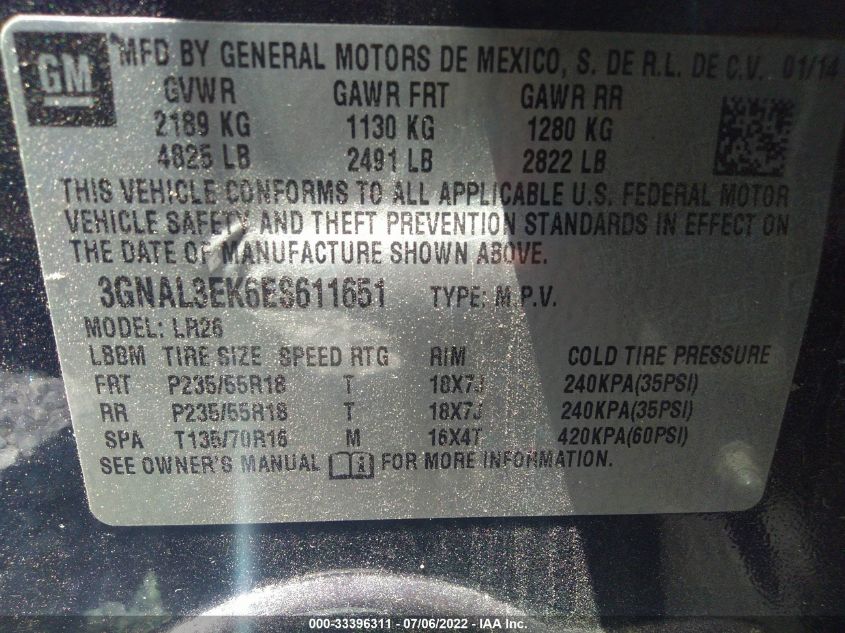 GM MFD BY GENERAL MOTORS DE MEXICO, S. DE R.L. DE C.V. 01/14
GVWR GAWR FRT GAWR RR
2189 KG 1130 KG 1280 KG
4825 LB 2491 LB 2822 LB
THIS VEHICLE CONFORMS TO ALL APPLICABLE U.S. FEDERAL MOTOR
VEHICLE SAFETY AND THEFT PREVENTION STANDARDS IN EFFECT ON
THE DATE OF MANUFACTURE SHOWN ABOVE.
3GNAL3EK6ES611651 TYPE: M.P.V.
MODEL: LR26
LBBM TIRE SIZE SPEED RTG RIM COLD TIRE PRESSURE
FRT P235/55R18 T 18X7J 240KPA(35PSI)
RR P235/55R18 T 18X7J 240KPA(35PSI)
SPA T135/70R16 M 16X4T 420KPA(60PSI)
SEE OWNER'S MANUAL FOR MORE INFORMATION.
000-33396311 - 07/06/2022 - IAA Inc.